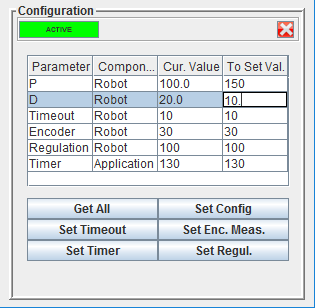 Configuration
ACTIVE
Parameter Compon... Cur. Value To Set Val.
P Robot 100.0 150
D Robot 20.0 10.
Timeout Robot 10 10
Encoder Robot 30 30
Regulation Robot 100 100
Timer Application 130 130
Get All Set Config
Set Timeout Set Enc. Meas.
Set Timer Set Regul.